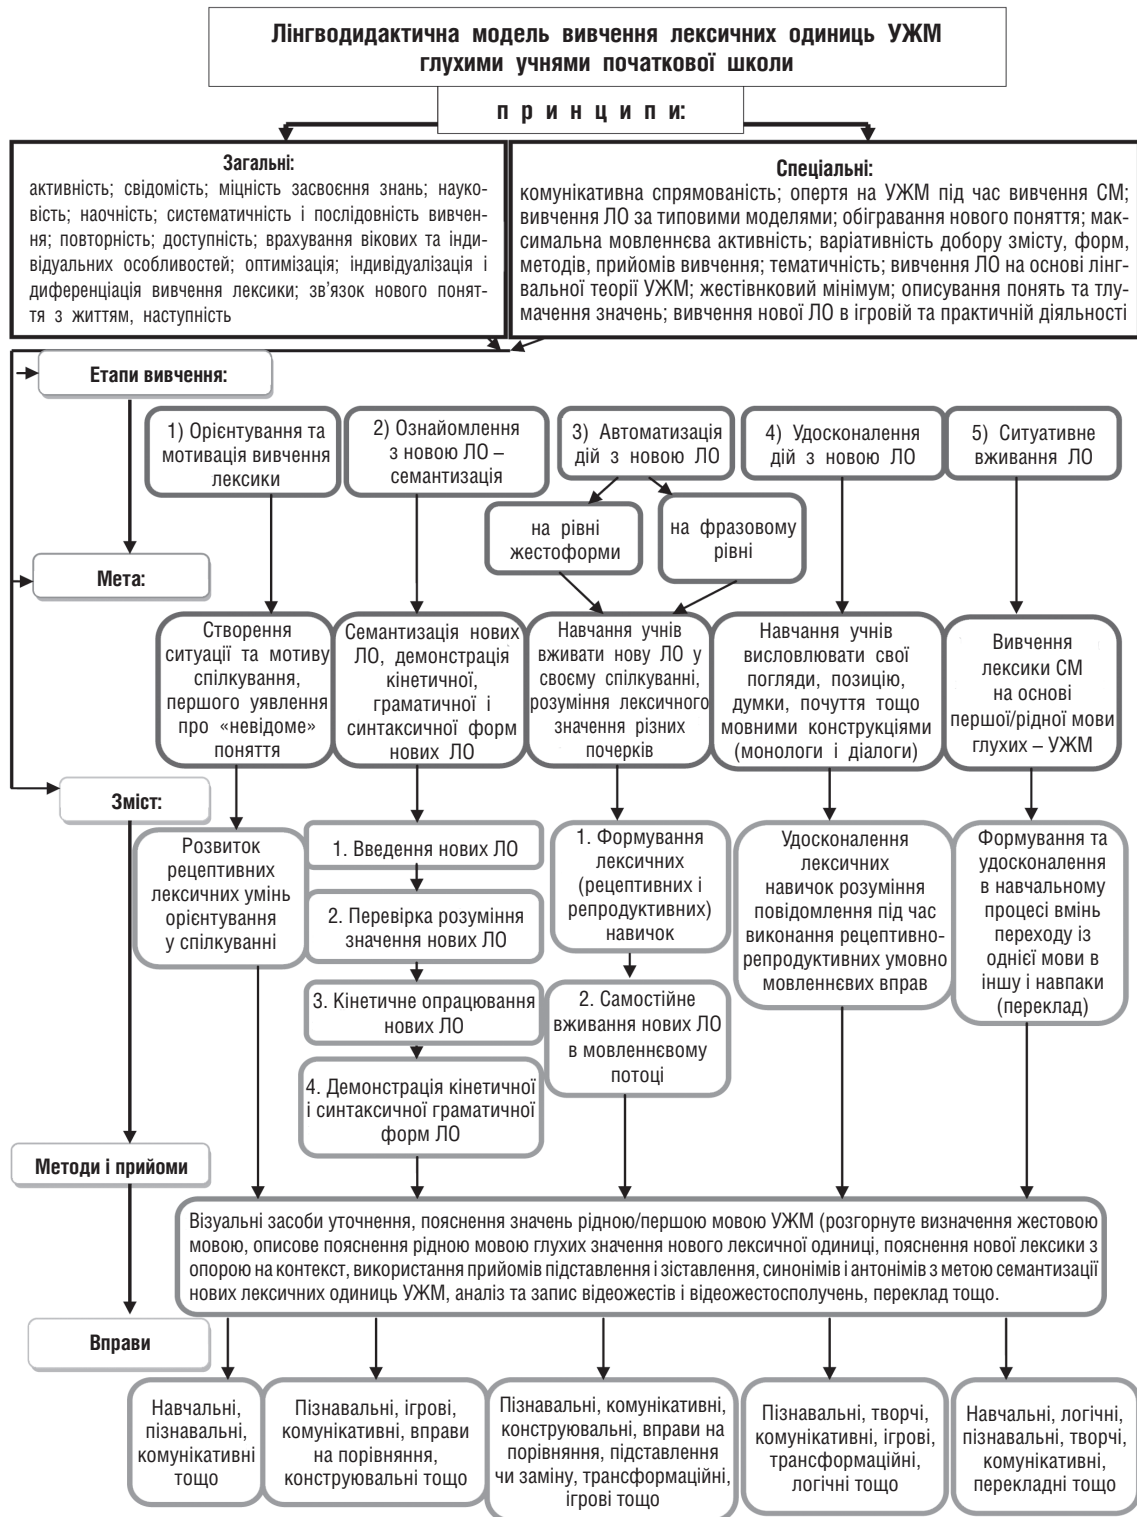 Лінгводидактична модель вивчення лексичних одиниць УЖМ
глухими учнями початкової школи
принципи:
Загальні:
активність; свідомість; міцність засвоєння знань; науко-
вість; наочність; систематичність і послідовність вивчен-
ня; повторність; доступність; врахування вікових та інди-
відуальних особливостей; оптимізація; індивідуалізація і
диференціація вивчення лексики; зв’язок нового понят-
тя з життям, наступність
Спеціальні:
комунікативна спрямованість; опертя на УЖМ під час вивчення СМ;
вивчення ЛО за типовими моделями; обігравання нового поняття; мак-
симальна мовленнєва активність; варіативність добору змісту, форм,
методів, прийомів вивчення; тематичність; вивчення ЛО на основі лінг-
вальної теорії УЖМ; жестівнковий мінімум; описування понять та тлу-
мачення значень; вивчення нової ЛО в ігровій та практичній діяльності
Етапи вивчення:
1) Орієнтування та
мотивація вивчення
лексики
2) Ознайомлення
з новою ЛО –
семантизація
3) Автоматизація
дій з новою ЛО
4) Удосконалення
дій з новою ЛО
5) Ситуативне
вживання ЛО
на рівні
жестоформи
на фразовому
рівні
Мета:
Створення
ситуації та мотиву
спілкування,
першого уявлення
про «невідоме»
поняття
Семантизація нових
ЛО, демонстрація
кінетичної,
граматичної і
синтаксичної форм
нових ЛО
Навчання учнів
вживати нову ЛО у
своєму спілкуванні,
розуміння лексичного
значення різних
почерків
Навчання учнів
висловлювати свої
погляди, позицію,
думки, почуття тощо
мовними конструкціями
(монологи і діалоги)
Вивчення
лексики СМ
на основі
першої/рідної мови
глухих – УЖМ
Зміст:
Розвиток
рецептивних
лексичних умінь
орієнтування
у спілкуванні
1. Введення нових ЛО
2. Перевірка розуміння
значення нових ЛО
3. Кінетичне опрацювання
нових ЛО
4. Демонстрація кінетичної
і синтаксичної граматичної
форм ЛО
1. Формування
лексичних
(рецептивних і
репродуктивних)
навичок
2. Самостійне
вживання нових ЛО
в мовленнєвому
потоці
Удосконалення
лексичних
навичок розуміння
повідомлення під час
виконання рецептивно-
репродуктивних умовно
мовленнєвих вправ
Формування та
удосконалення
в навчальному
процесі вмінь
переходу із
однієї мови в
іншу і навпаки
(переклад)
Методи і прийоми
Візуальні засоби уточнення, пояснення значень рідною/першою мовою УЖМ (розгорнуте визначення жестовою
мовою, описове пояснення рідною мовою глухих значення нового лексичної одиниці, пояснення нової лексики з
опорою на контекст, використання прийомів підставлення і зіставлення, синонімів і антонімів з метою семантизації
нових лексичних одиниць УЖМ, аналіз та запис відеожестів і відеожестосполучень, переклад тощо.
Вправи
Навчальні,
пізнавальні,
комунікативні
тощо
Пізнавальні, ігрові,
комунікативні, вправи
на порівняння,
конструювальні тощо
Пізнавальні, комунікативні,
конструювальні, вправи на
порівняння, підставлення
чи заміну, трансформаційні,
ігрові тощо
Пізнавальні, творчі,
комунікативні, ігрові,
трансформаційні,
логічні тощо
Навчальні, логічні,
пізнавальні, творчі,
комунікативні,
перекладні тощо